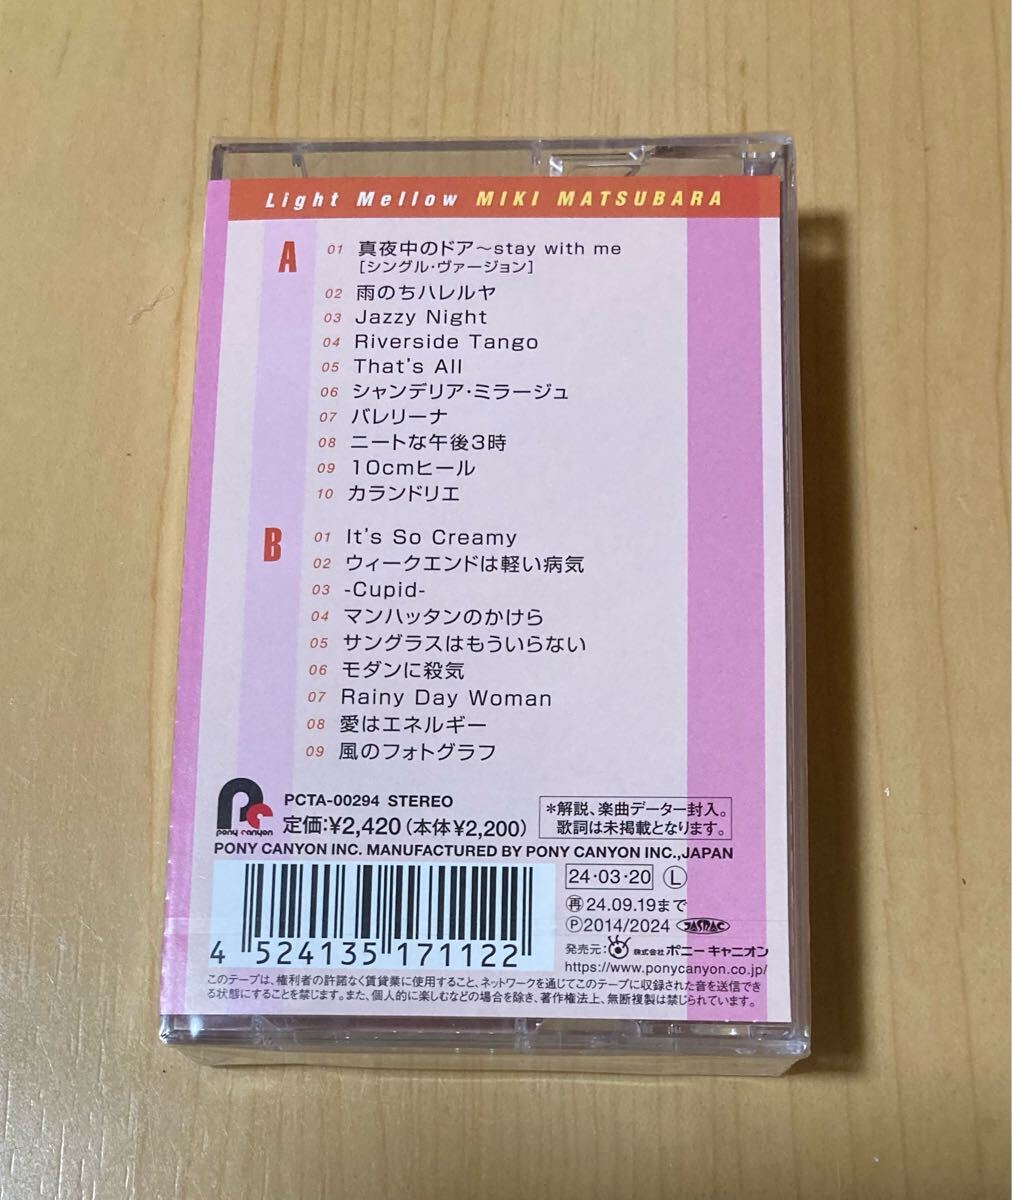 Light Mellow MIKI MATSUBARA
A
01 真夜中のドア～stay with me
[シングル・ヴァージョン]
02 雨のちハレルヤ
03 Jazzy Night
04 Riverside Tango
05 That's All
06 シャンデリア・ミラージュ
07 バレリーナ
08 ニートな午後3時
09 10cmヒール
10 カランドリエ
B
01 It's So Creamy
02 ウィークエンドは軽い病気
03 -Cupid-
04 マンハッタンのかけら
05 サングラスはもういらない
06 モダンに殺気
07 Rainy Day Woman
08 愛はエネルギー
09 風のフォトグラフ
pony canyon
PCTA-00294 STEREO
定価:¥2,420(本体¥2,200)
*解説、楽曲データー封入。
歌詞は未掲載となります。
PONY CANYON INC. MANUFACTURED BY PONY CANYON INC.,JAPAN
24・03・20 Ⓛ
㊢24.09.19まで
Ⓟ2014/2024 JASRAC
発売元: 株式会社ポニーキャニオン
https://www.ponycanyon.co.jp/
4 524135 171122
このテープは、権利者の許諾なく賃貸業に使用すること、ネットワークを通じてこのテープに収録された音を送信でき
る状態にすることを禁じます。また、個人的に楽しむなどの場合を除き、著作権法上、無断複製は禁じられています。